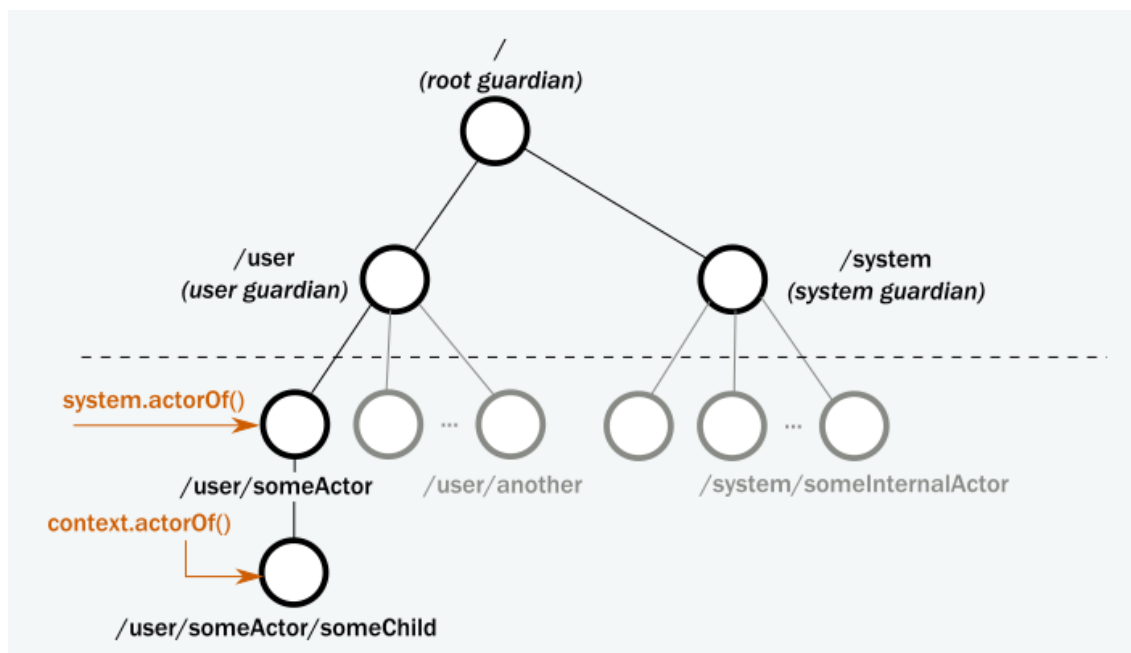 /
(root guardian)
/user
(user guardian)
/system
(system guardian)
system.actorOf()
...
...
/user/someActor
/user/another
/system/someInternalActor
context.actorOf()
/user/someActor/someChild